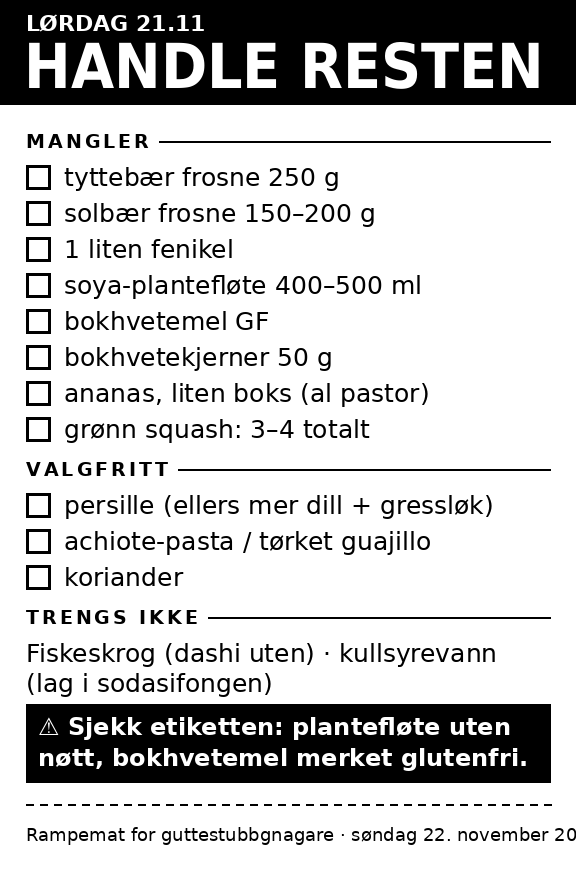 LØRDAG 21.11
HANDLE RESTEN
MANGLER
tyttebær frosne 250 g
solbær frosne 150–200 g
1 liten fenikel
soya-plantefløte 400–500 ml
bokhvetemel GF
bokhvetekjerner 50 g
ananas, liten boks (al pastor)
grønn squash: 3–4 totalt
VALGFRITT
persille (ellers mer dill + gressløk)
achiote-pasta / tørket guajillo
koriander
TRENGS IKKE
Fiskeskrog (dashi uten) · kullsyrevann
(lag i sodasifongen)
⚠ Sjekk etiketten: plantefløte uten
nøtt, bokhvetemel merket glutenfri.
Rampemat for guttestubbgnagare · søndag 22. november 20